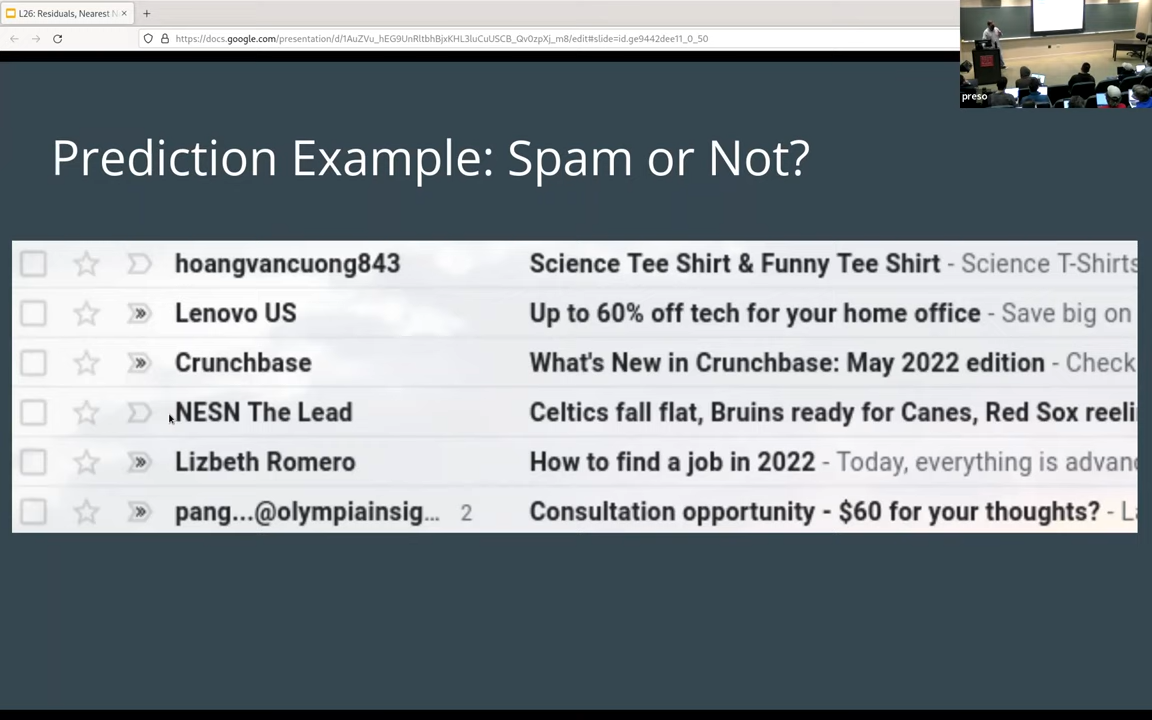 L26: Residuals, Nearest N
https://docs.google.com/presentation/d/1AuZVu_hEG9UnRltbhBjxKHL3luCuUSCB_Qv0zpXj_m8/edit#slide=id.ge9442dee11_0_50
preso
Prediction Example: Spam or Not?
hoangvancuong843 Science Tee Shirt & Funny Tee Shirt - Science T-Shirts
Lenovo US Up to 60% off tech for your home office - Save big on
Crunchbase What's New in Crunchbase: May 2022 edition - Check
NESN The Lead Celtics fall flat, Bruins ready for Canes, Red Sox reeli
Lizbeth Romero How to find a job in 2022 - Today, everything is advan
pang...@olympiainsig... 2 Consultation opportunity - $60 for your thoughts? - La